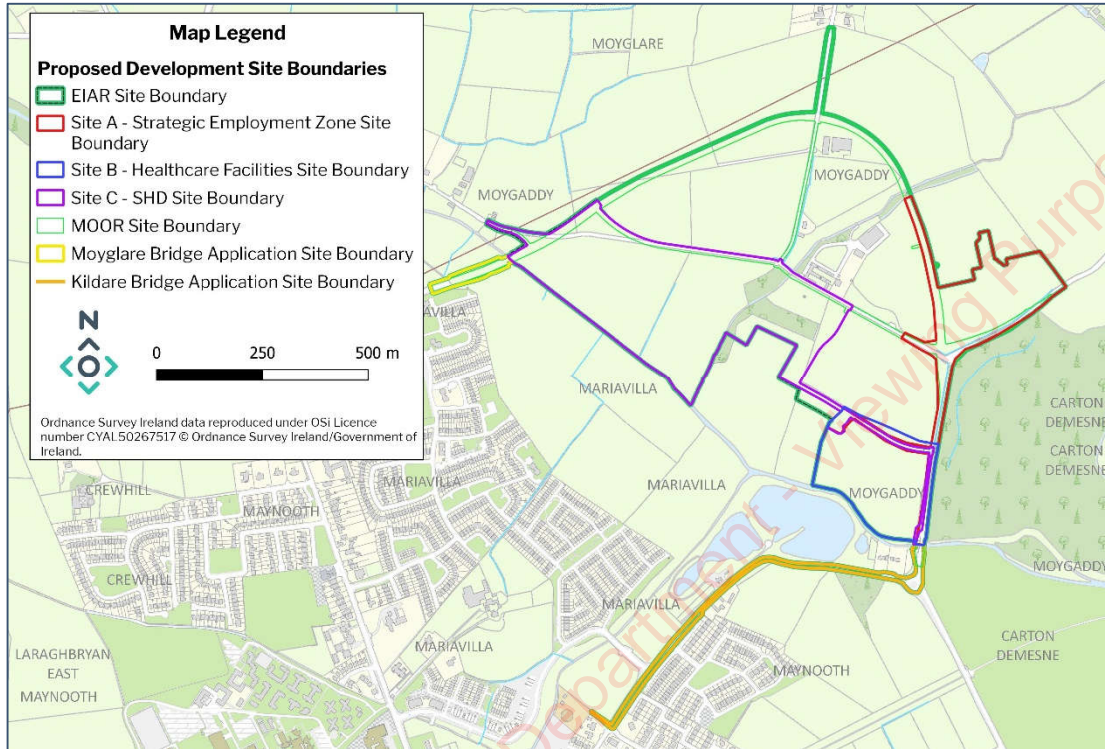 Map Legend
Proposed Development Site Boundaries
EIAR Site Boundary
Site A - Strategic Employment Zone Site
Boundary
Site B - Healthcare Facilities Site Boundary
Site C - SHD Site Boundary
MOOR Site Boundary
Moyglare Bridge Application Site Boundary
Kildare Bridge Application Site Boundary
N
0 250 500 m
Ordnance Survey Ireland data reproduced under OSi Licence
number CYAL50267517 © Ordnance Survey Ireland/Government of
Ireland.
MOYGLARE
MOYGADDY
MOYGADDY
AVILLA
MARIAVILLA
CARTON
DEMESNE
CARTON
DEMESNE
MARIAVILLA
MARIAVILLA
MOYGADDY
CREWHILL
MAYNOOTH
MOYGADDY
CREWHILL
MARIAVILLA
MARIAVILLA
CARTON
DEMESNE
LARAGHBRYAN
EAST
MAYNOOTH
MAYNOOTH
Department - Viewing Purpo